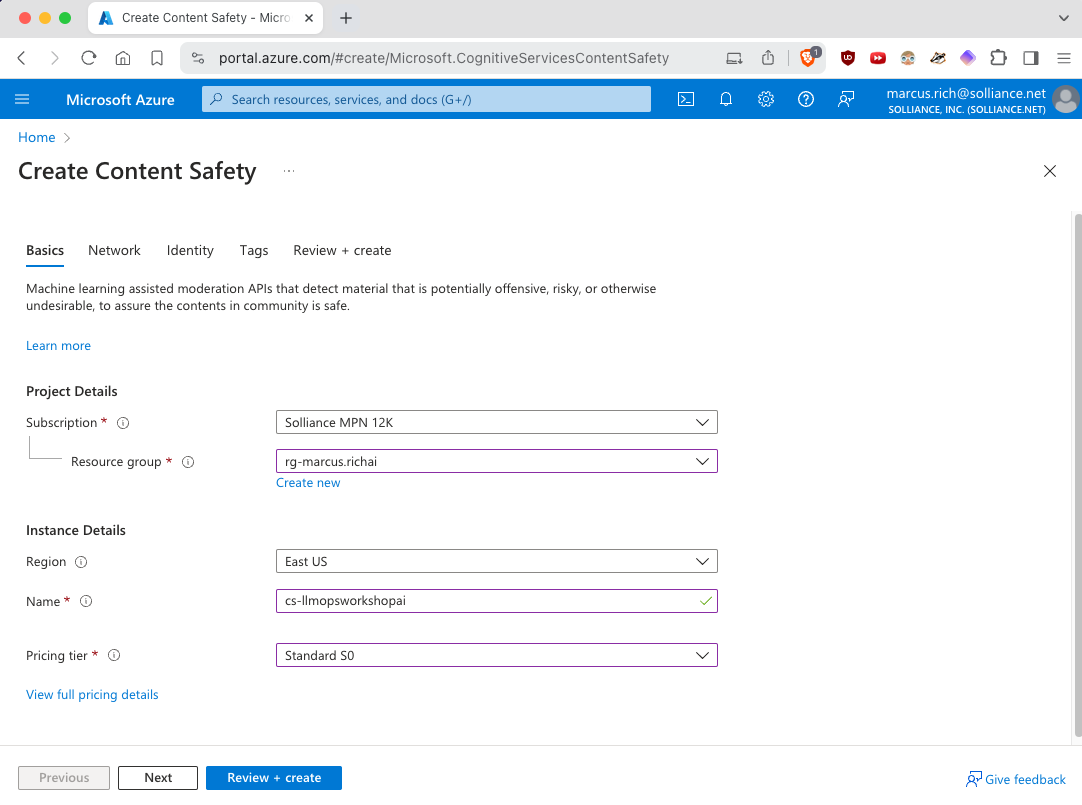 Create Content Safety - Micro
portal.azure.com/#create/Microsoft.CognitiveServicesContentSafety
1
Microsoft Azure
Search resources, services, and docs (G+/)
marcus.rich@solliance.net
SOLLIANCE, INC. (SOLLIANCE.NET)
Home
Create Content Safety
Basics Network Identity Tags Review + create
Machine learning assisted moderation APIs that detect material that is potentially offensive, risky, or otherwise
undesirable, to assure the contents in community is safe.
Learn more
Project Details
Subscription * Solliance MPN 12K
Resource group * rg-marcus.richai
Create new
Instance Details
Region East US
Name * cs-llmopsworkshopai
Pricing tier * Standard S0
View full pricing details
Previous Next Review + create Give feedback